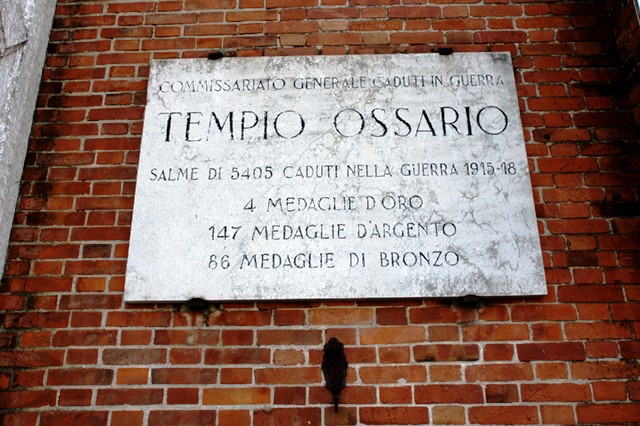 COMMISSARIATO GENERALE CADUTI IN GUERRA
TEMPIO OSSARIO
SALME DI 5405 CADUTI NELLA GUERRA 1915-18
4 MEDAGLIE D'ORO
147 MEDAGLIE D'ARGENTO
86 MEDAGLIE DI BRONZO